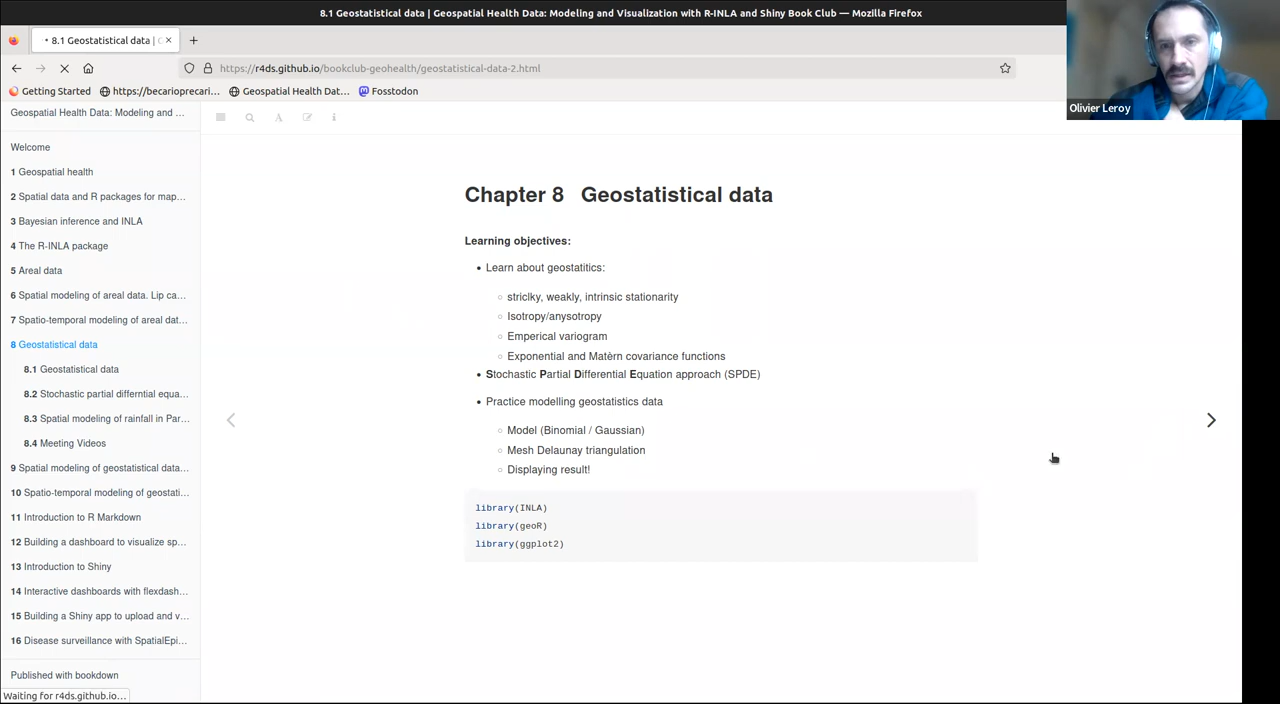 8.1 Geostatistical data | Geospatial Health Data: Modeling and Visualization with R-INLA and Shiny Book Club — Mozilla Firefox
8.1 Geostatistical data | (
https://r4ds.github.io/bookclub-geohealth/geostatistical-data-2.html
Getting Started
https://becarioprecari...
Geospatial Health Dat...
Fosstodon
Olivier Leroy
Geospatial Health Data: Modeling and ...
Welcome
1 Geospatial health
2 Spatial data and R packages for map...
3 Bayesian inference and INLA
4 The R-INLA package
5 Areal data
6 Spatial modeling of areal data. Lip ca...
7 Spatio-temporal modeling of areal dat...
8 Geostatistical data
8.1 Geostatistical data
8.2 Stochastic partial differntial equa...
8.3 Spatial modeling of rainfall in Par...
8.4 Meeting Videos
9 Spatial modeling of geostatistical data...
10 Spatio-temporal modeling of geostati...
11 Introduction to R Markdown
12 Building a dashboard to visualize sp...
13 Introduction to Shiny
14 Interactive dashboards with flexdash...
15 Building a Shiny app to upload and v...
16 Disease surveillance with SpatialEpi...
Published with bookdown
Waiting for r4ds.github.io...
Chapter 8 Geostatistical data
Learning objectives:
• Learn about geostatitics:
○ striclky, weakly, intrinsic stationarity
○ Isotropy/anysotropy
○ Emperical variogram
○ Exponential and Matèrn covariance functions
• Stochastic Partial Differential Equation approach (SPDE)
• Practice modelling geostatistics data
○ Model (Binomial / Gaussian)
○ Mesh Delaunay triangulation
○ Displaying result!
library(INLA)
library(geoR)
library(ggplot2)